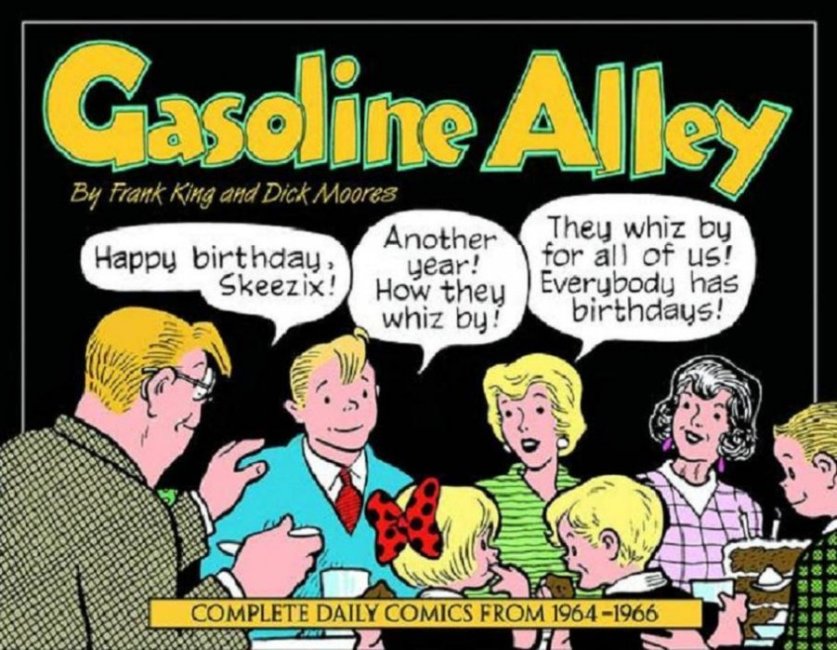 Gasoline Alley
By Frank King and Dick Moores
Happy birthday,
Skeezix!
Another
year!
How they
whiz by!
They whiz by
for all of us!
Everybody has
birthdays!
COMPLETE DAILY COMICS FROM 1964-1966